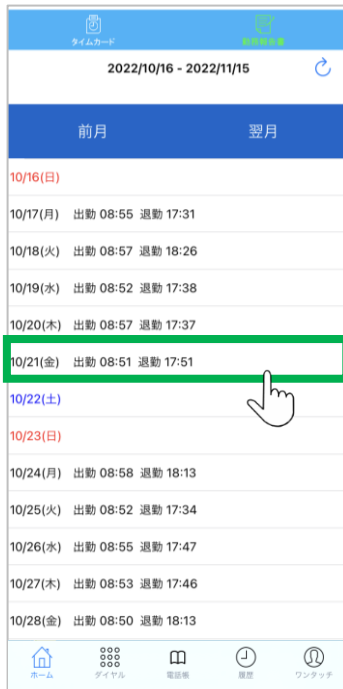 タイムカード 勤務報告書
2022/10/16 - 2022/11/15
前月 翌月
10/16(日)
10/17(月) 出勤 08:55 退勤 17:31
10/18(火) 出勤 08:57 退勤 18:26
10/19(水) 出勤 08:52 退勤 17:38
10/20(木) 出勤 08:57 退勤 17:37
10/21(金) 出勤 08:51 退勤 17:51
10/22(土)
10/23(日)
10/24(月) 出勤 08:58 退勤 18:13
10/25(火) 出勤 08:52 退勤 17:34
10/26(水) 出勤 08:55 退勤 17:47
10/27(木) 出勤 08:53 退勤 17:46
10/28(金) 出勤 08:50 退勤 18:13
ホーム ダイヤル 電話帳 履歴 ワンタッチ